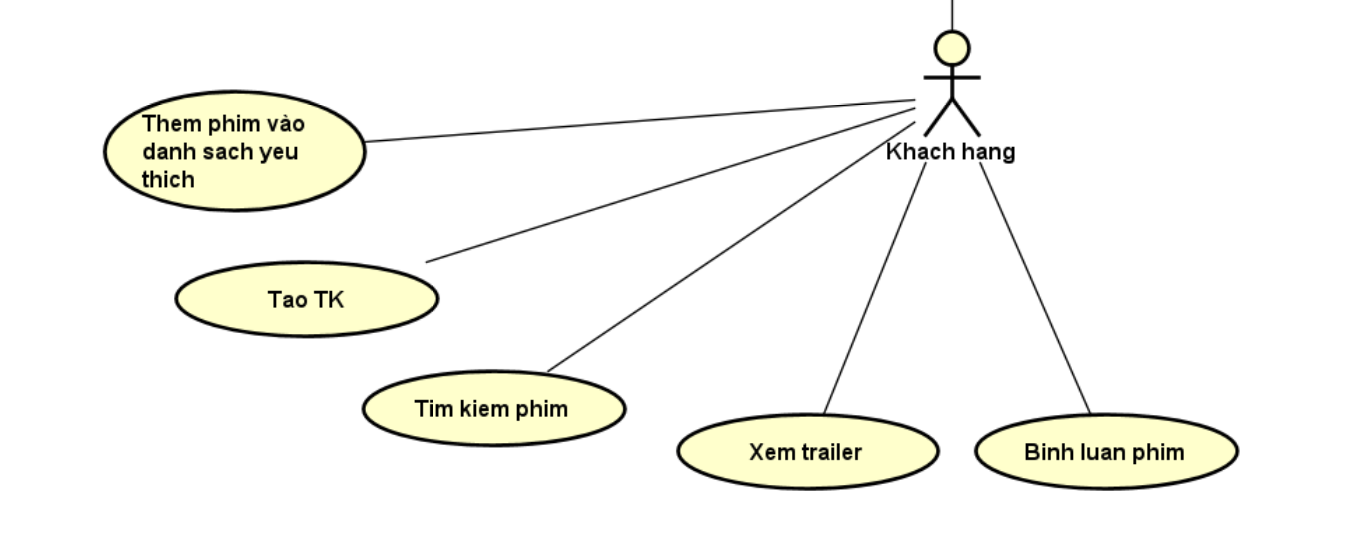 Them phim vào
danh sach yeu
thich
Khach hang
Tao TK
Tim kiem phim
Xem trailer
Binh luan phim